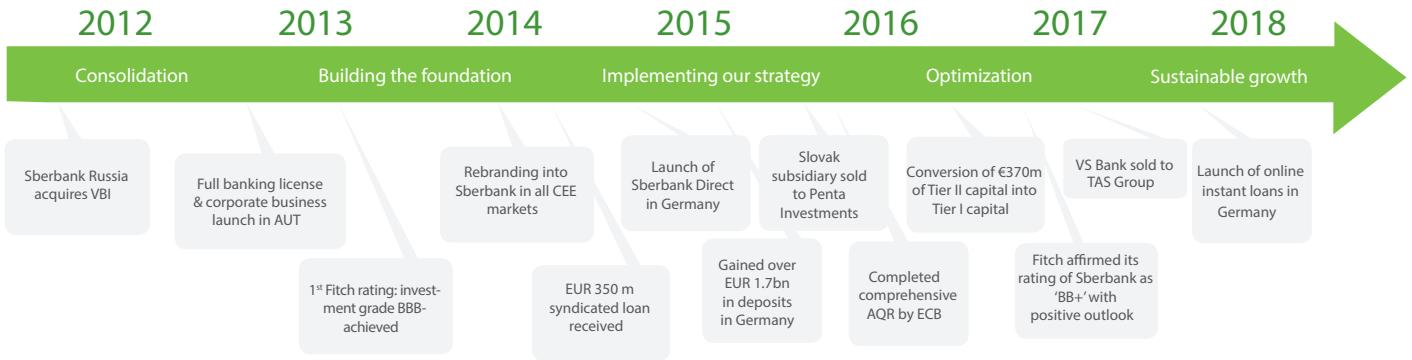 2012 2013 2014 2015 2016 2017 2018
Consolidation Building the foundation Implementing our strategy Optimization Sustainable growth
Sberbank Russia
acquires VBI
Full banking license
& corporate business
launch in AUT
1st Fitch rating: invest-
ment grade BBB-
achieved
Rebranding into
Sberbank in all CEE
markets
EUR 350 m
syndicated loan
received
Launch of
Sberbank Direct
in Germany
Gained over
EUR 1.7bn
in deposits
in Germany
Slovak
subsidiary sold
to Penta
Investments
Completed
comprehensive
AQR by ECB
Conversion of €370m
of Tier II capital into
Tier I capital
Fitch affirmed its
rating of Sberbank as
‘BB+’ with
positive outlook
VS Bank sold to
TAS Group
Launch of online
instant loans in
Germany